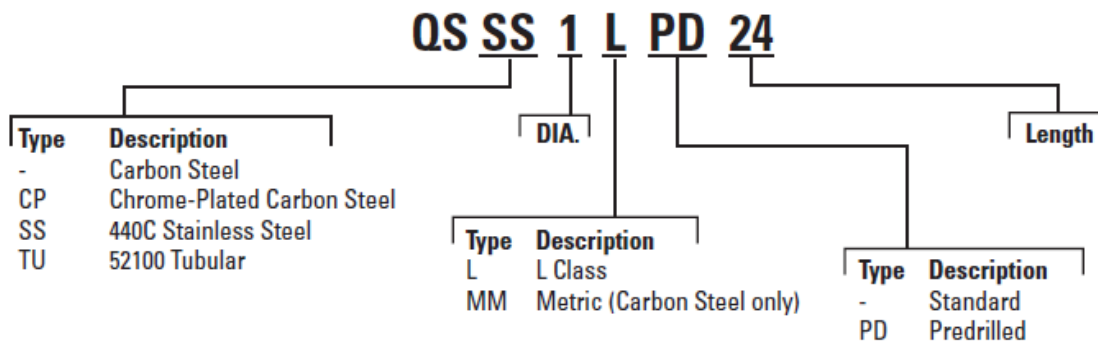 QS SS 1 L PD 24
Type Description
- Carbon Steel
CP Chrome-Plated Carbon Steel
SS 440C Stainless Steel
TU 52100 Tubular
DIA.
Type Description
L L Class
MM Metric (Carbon Steel only)
Type Description
- Standard
PD Predrilled
Length